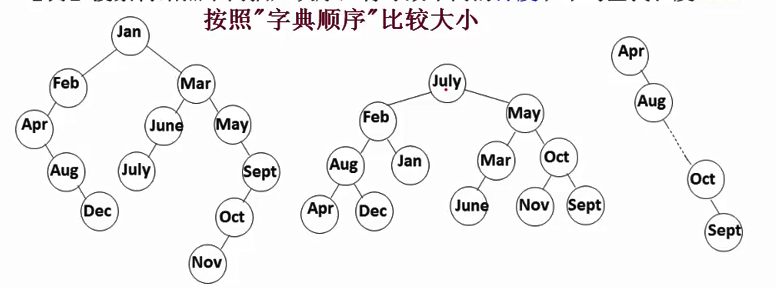 按照"字典顺序"比较大小
Jan
Feb
Mar
Apr
June
May
Aug
July
Sept
Dec
Oct
Nov
July
Feb
May
Aug
Jan
Mar
Oct
Apr
Dec
June
Nov
Sept
Apr
Aug
Oct
Sept